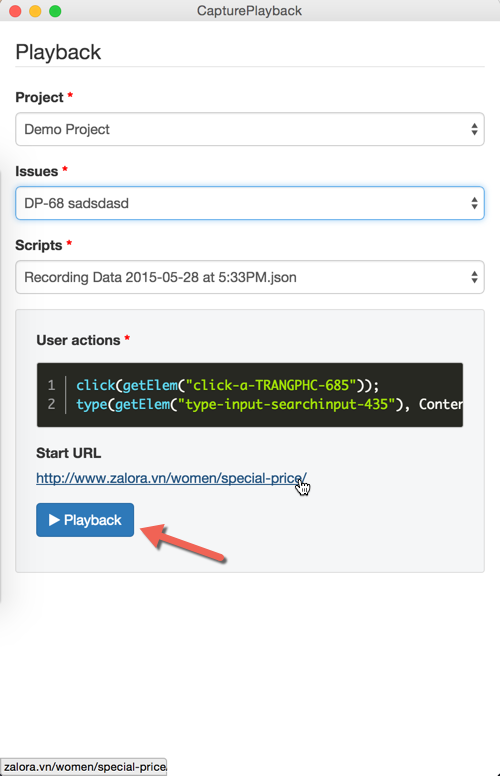 CapturePlayback
Playback
Project *
Demo Project
Issues *
DP-68 sadsdasd
Scripts *
Recording Data 2015-05-28 at 5:33PM.json
User actions *
1 click(getElem("click-a-TRANGPHC-685"));
2 type(getElem("type-input-searchinput-435"), Conten
Start URL
http://www.zalora.vn/women/special-price/
Playback
zalora.vn/women/special-price